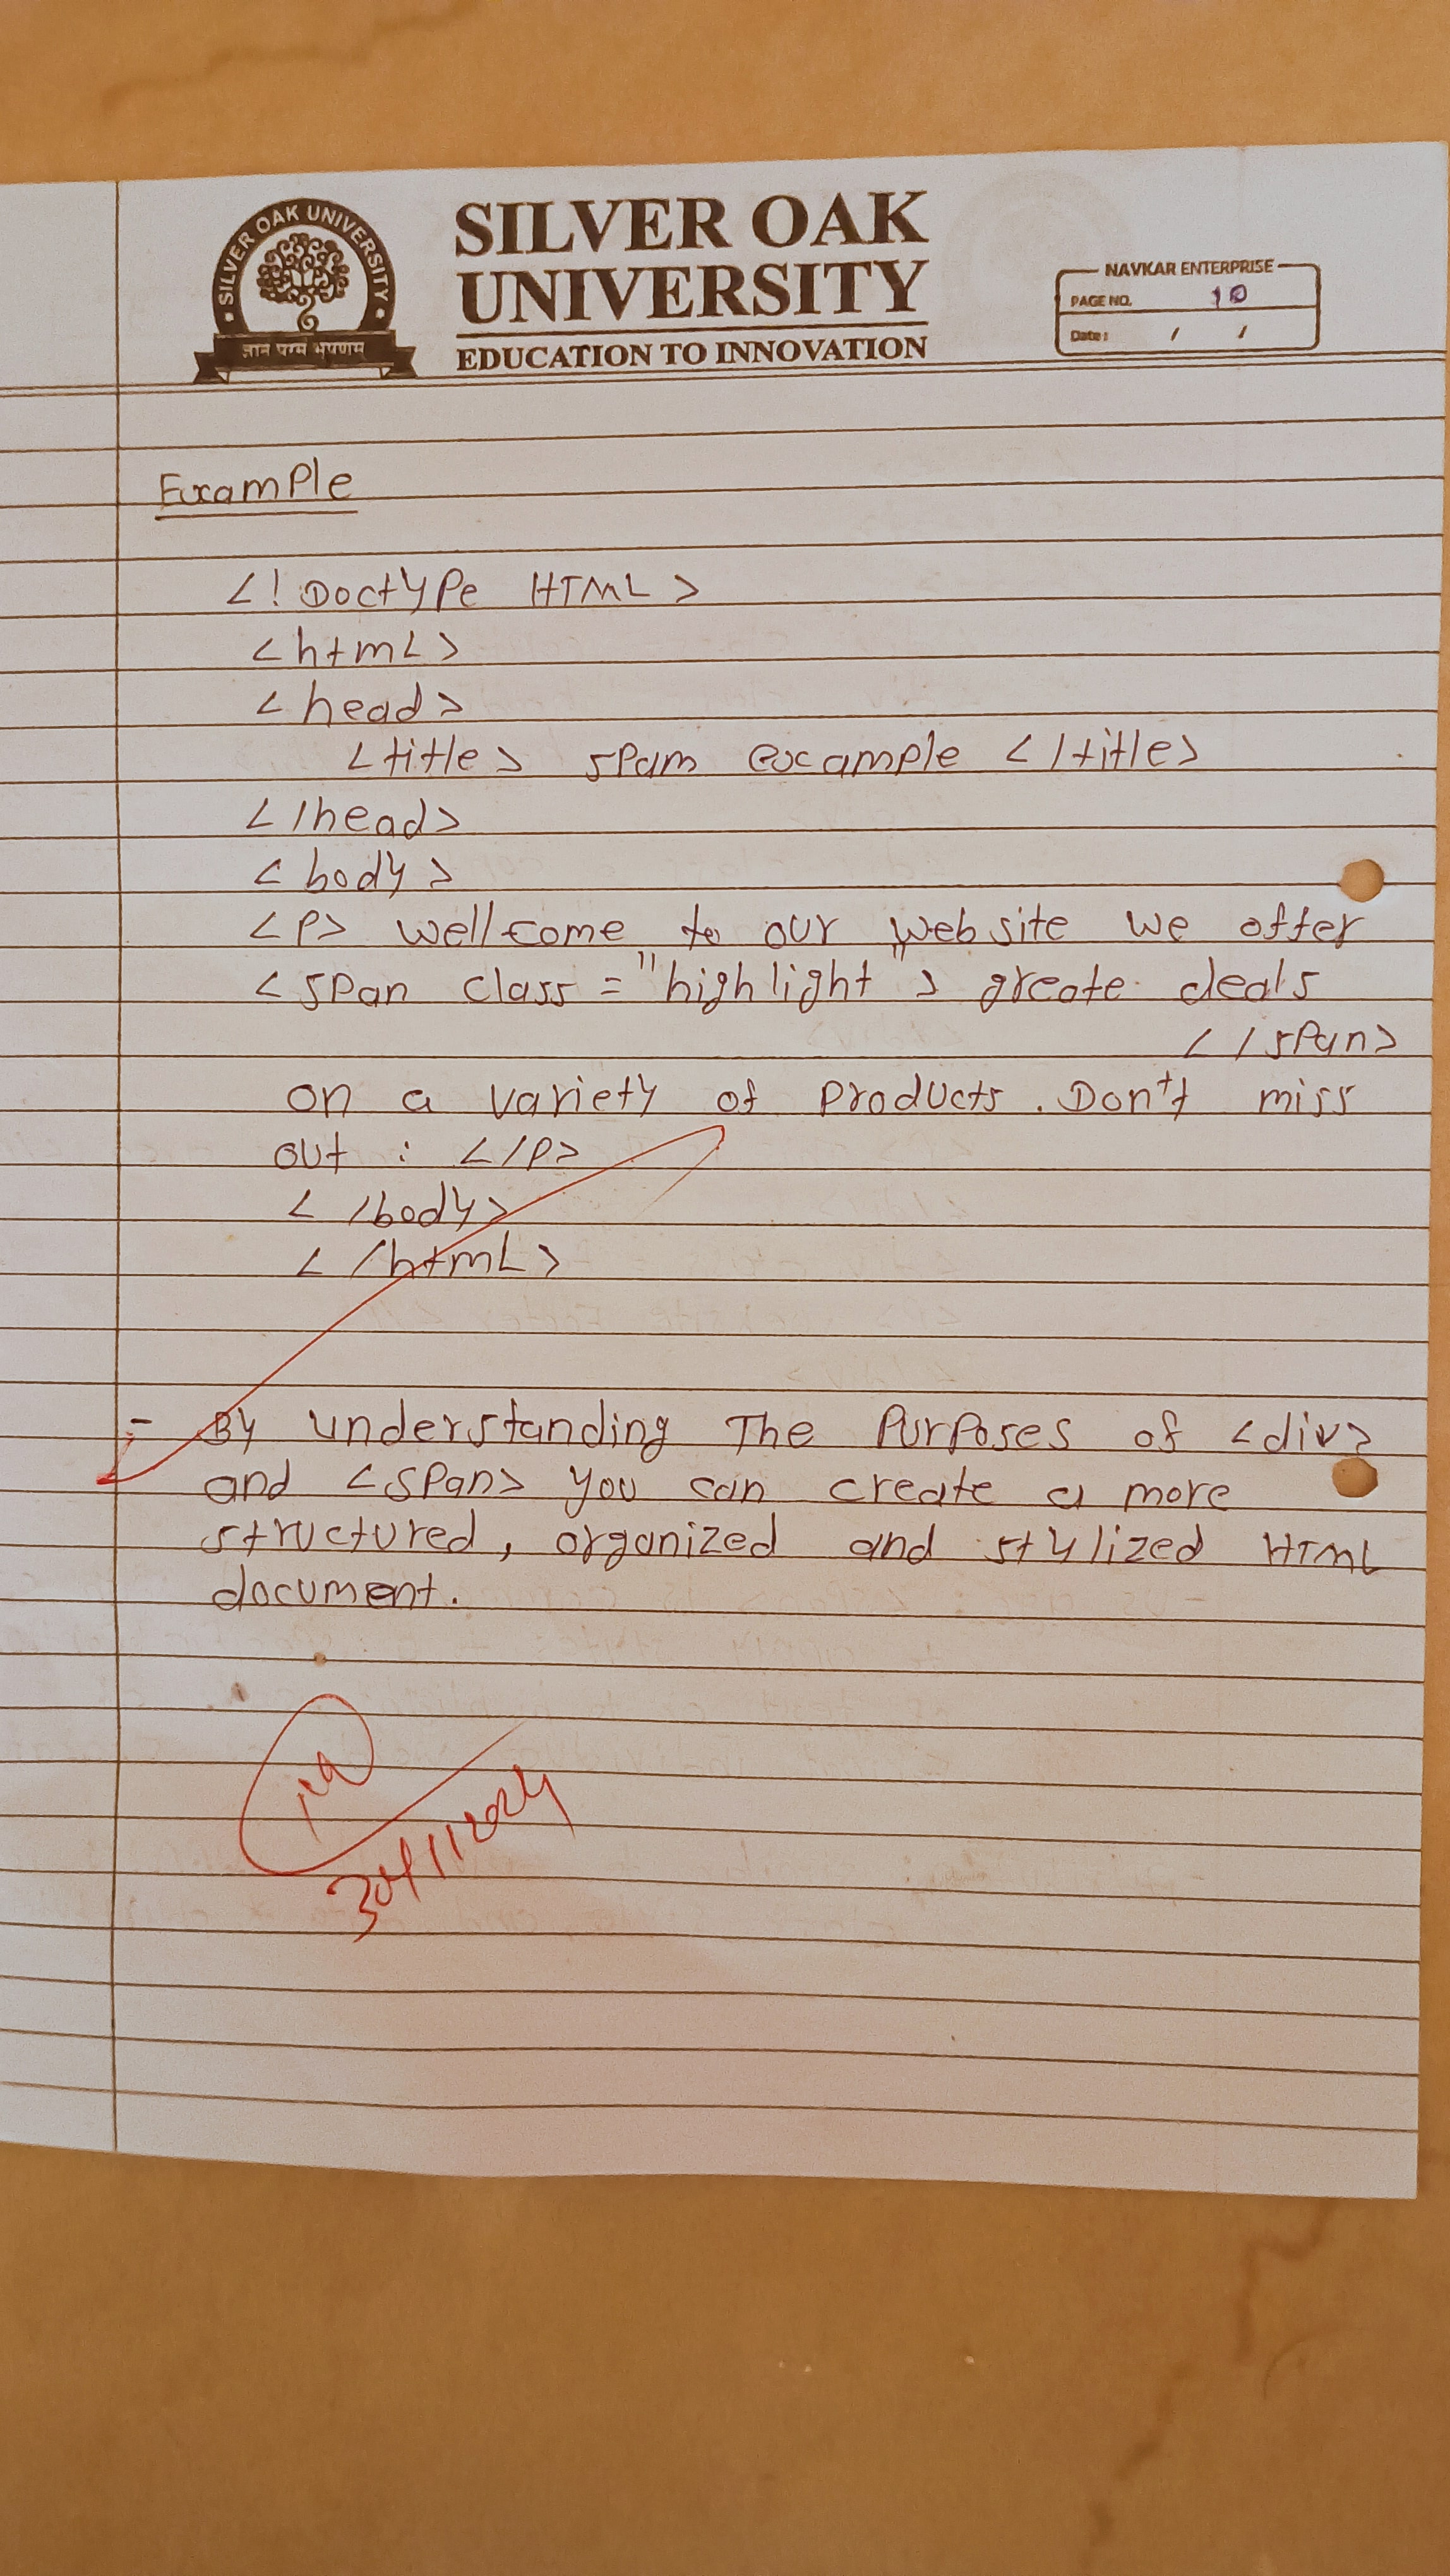 SILVER OAK UNIVERSITY
ज्ञान परम भूषणम
SILVER OAK
UNIVERSITY
EDUCATION TO INNOVATION
NAVKAR ENTERPRISE
PAGE NO. 10
Date: / /
Example
<! Doctype HTML >
<html>
<head>
<title> spam example </title>
</head>
<body>
<p> wellcome to our website we offer
<span class = "highlight"> greate deals
</span>
on a variety of products. Don't miss
out : </p>
</body>
</html>
- By understanding The Purposes of <div>
and <span> you can create a more
structured, organized and stylized HTML
document.
30/11/2024